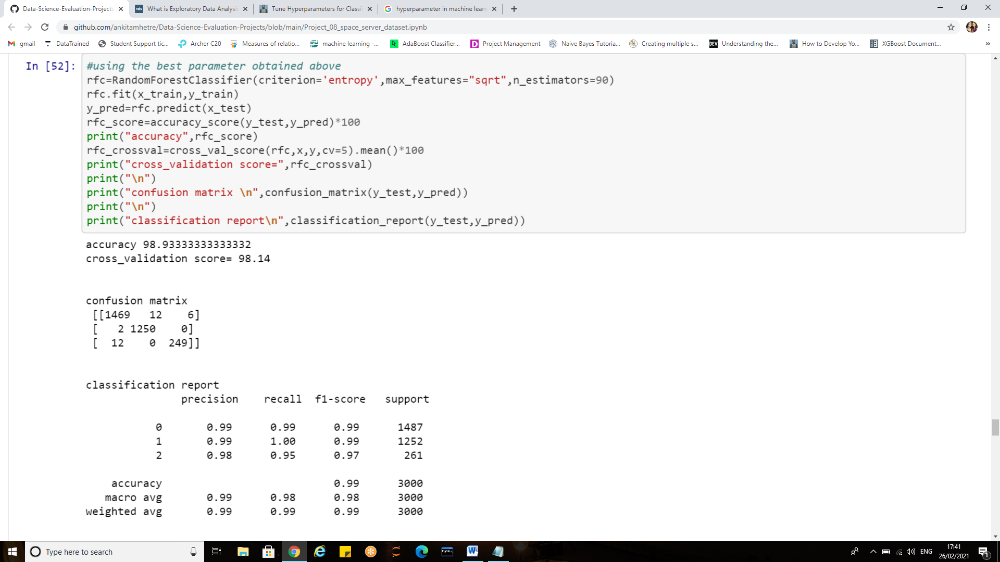 Data-Science-Evaluation-Projects
What is Exploratory Data Analysis
Tune Hyperparameters for Classif
hyperparameter in machine learn
github.com/ankitamhetre/Data-Science-Evaluation-Projects/blob/main/Project_08_space_server_dataset.ipynb
gmail
DataTrained
Student Support tic...
Archer C20
Measures of relatio...
machine learning -...
AdaBoost Classifier...
Project Management
Naive Bayes Tutoria...
Creating multiple s...
Understanding the...
How to Develop Yo...
XGBoost Document...
»
In [52]:
#using the best parameter obtained above
rfc=RandomForestClassifier(criterion='entropy',max_features="sqrt",n_estimators=90)
rfc.fit(x_train,y_train)
y_pred=rfc.predict(x_test)
rfc_score=accuracy_score(y_test,y_pred)*100
print("accuracy",rfc_score)
rfc_crossval=cross_val_score(rfc,x,y,cv=5).mean()*100
print("cross_validation score=",rfc_crossval)
print("\n")
print("confusion matrix \n",confusion_matrix(y_test,y_pred))
print("\n")
print("classification report\n",classification_report(y_test,y_pred))
accuracy 98.93333333333332
cross_validation score= 98.14
confusion matrix
[[1469   12    6]
[   2 1250    0]
[  12    0  249]]
classification report
precision    recall  f1-score   support
0       0.99      0.99      0.99      1487
1       0.99      1.00      0.99      1252
2       0.98      0.95      0.97       261
accuracy                           0.99      3000
macro avg       0.99      0.98      0.98      3000
weighted avg       0.99      0.99      0.99      3000
Type here to search
ENG
17:41
26/02/2021
1